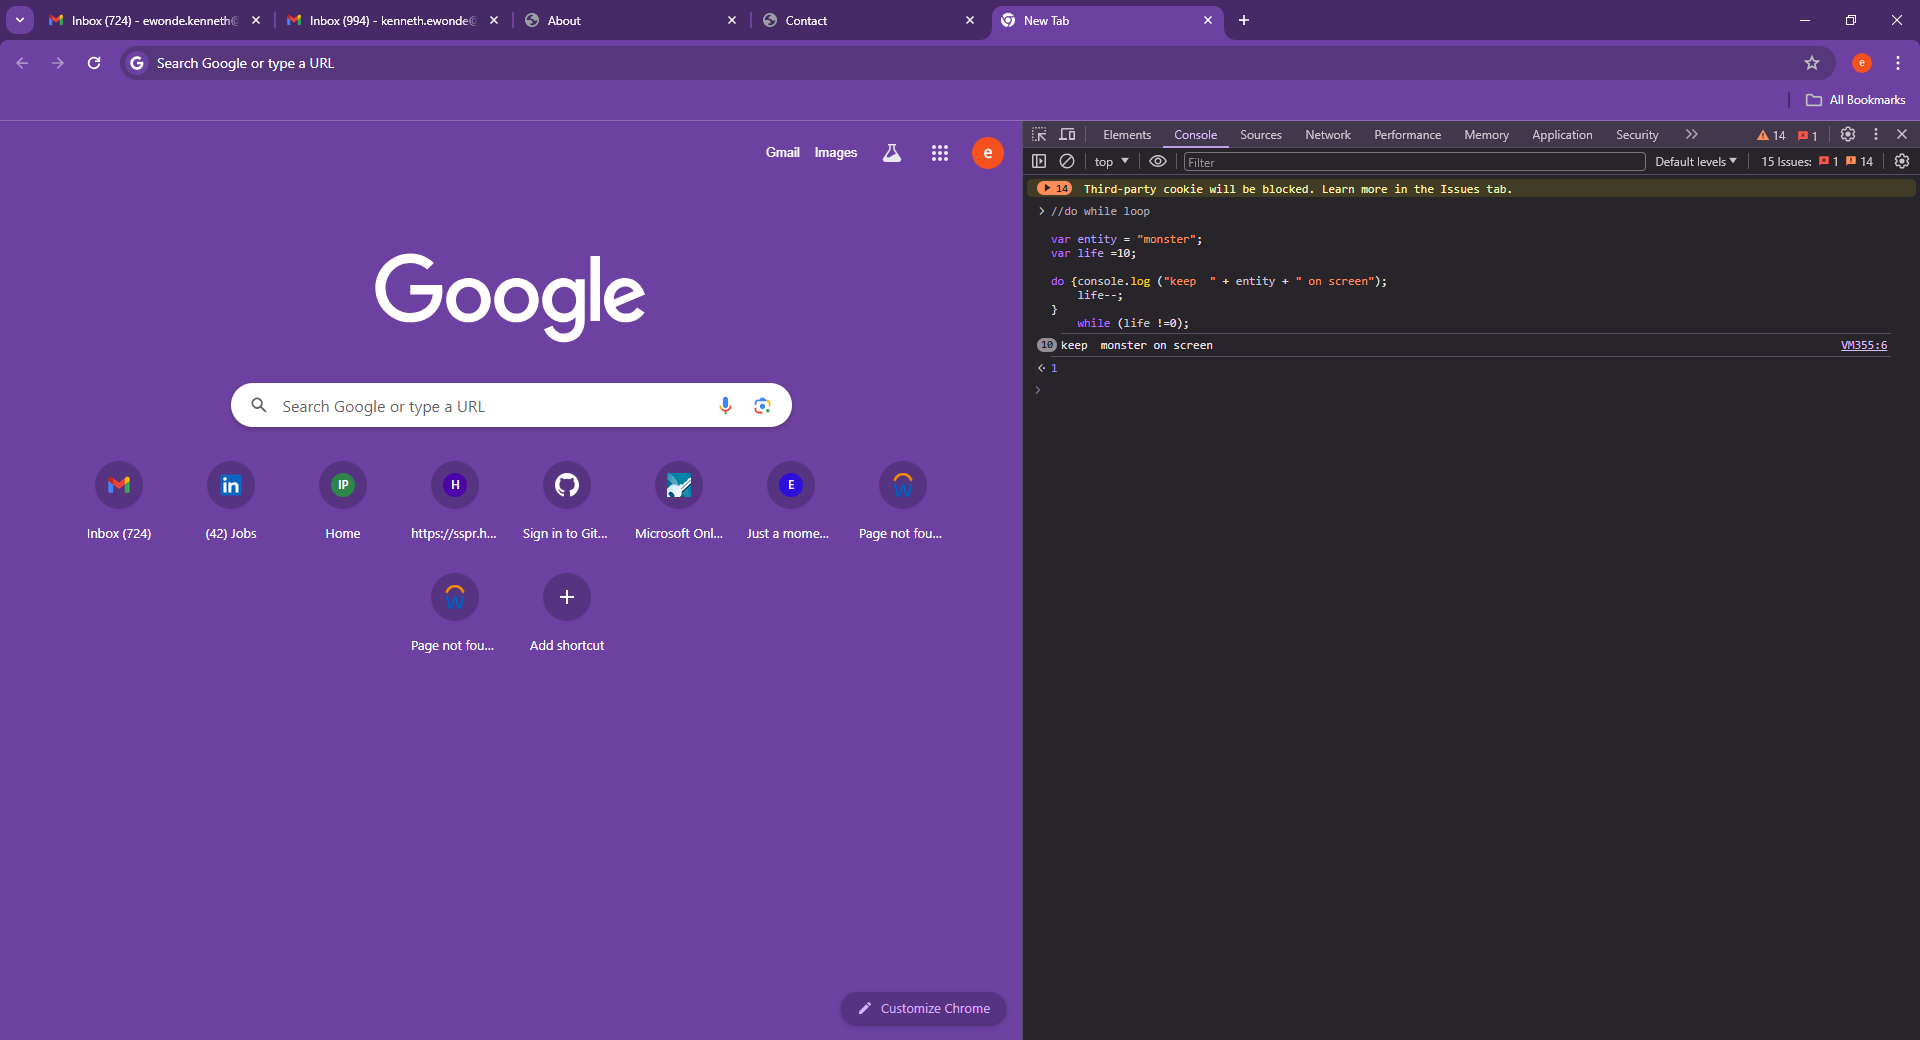 Inbox (724) - ewonde.kenneth@
Inbox (994) - kenneth.ewonde@
About
Contact
New Tab
Search Google or type a URL
e
All Bookmarks
Gmail
Images
e
Google
Search Google or type a URL
IP
H
E
Inbox (724)
(42) Jobs
Home
https://sspr.h...
Sign in to Git...
Microsoft Onl...
Just a mome...
Page not fou...
Page not fou...
Add shortcut
Customize Chrome
Elements Console Sources Network Performance Memory Application Security
14 1
top
Filter
Default levels
15 Issues: 1 14
14 Third-party cookie will be blocked. Learn more in the Issues tab.
> //do while loop
var entity = "monster";
var life =10;
do {console.log ("keep  " + entity + " on screen");
life--;
}
while (life !=0);
10 keep  monster on screen VM355:6
1
>